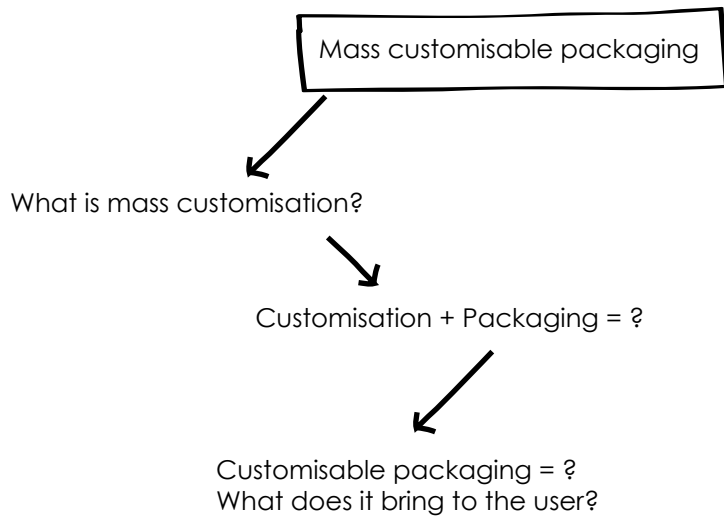 Mass customisable packaging
What is mass customisation?
Customisation + Packaging = ?
Customisable packaging = ?
What does it bring to the user?